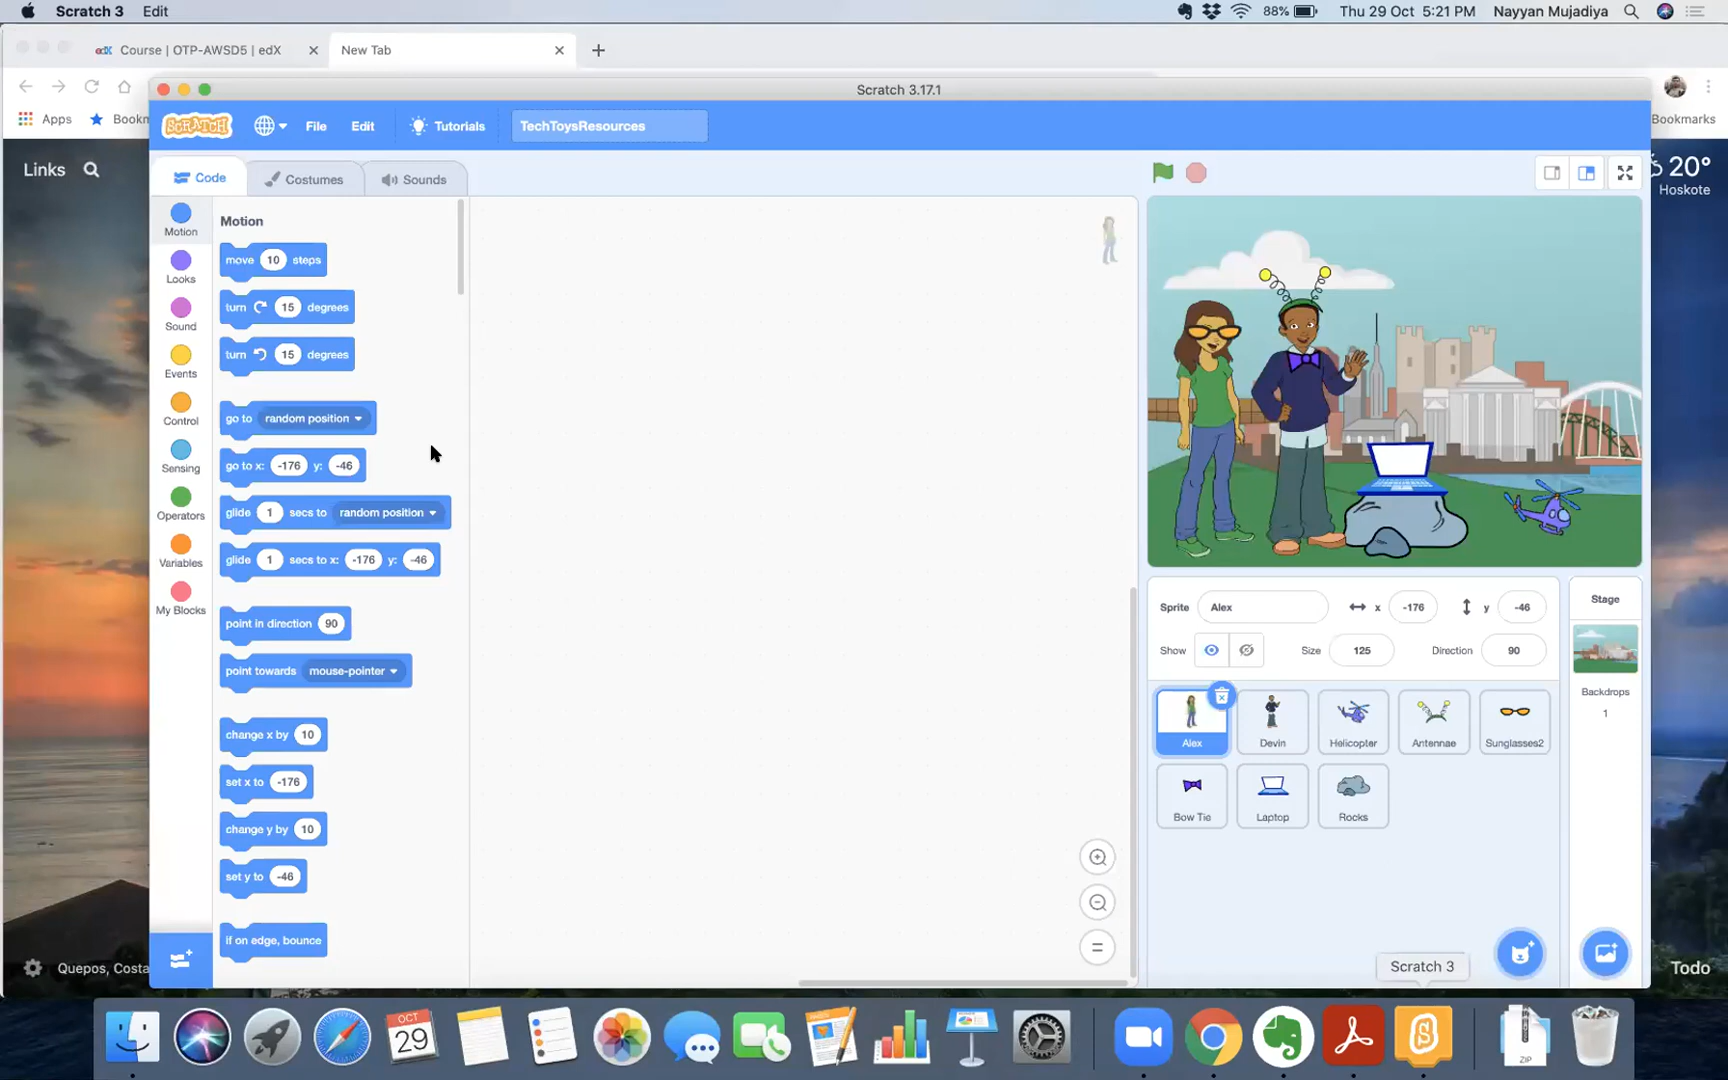 Scratch 3 Edit 88% Thu 29 Oct 5:21 PM Nayyan Mujadiya
edX Course | OTP-AWSD5 | edX New Tab
Scratch 3.17.1
Apps Bookm Bookmarks
SCRATCH File Edit Tutorials TechToysResources
Links 20°
Hoskote
Code Costumes Sounds
Motion
Looks
Sound
Events
Control
Sensing
Operators
Variables
My Blocks
Motion
move 10 steps
turn 15 degrees
turn 15 degrees
go to random position
go to x: -176 y: -46
glide 1 secs to random position
glide 1 secs to x: -176 y: -46
point in direction 90
point towards mouse-pointer
change x by 10
set x to -176
change y by 10
set y to -46
if on edge, bounce
Sprite Alex x -176 y -46
Show Size 125 Direction 90
Alex Devin Helicopter Antennae Sunglasses2
Bow Tie Laptop Rocks
Stage
Backdrops
1
Scratch 3
Quepos, Costa Todo
OCT
29
ZIP